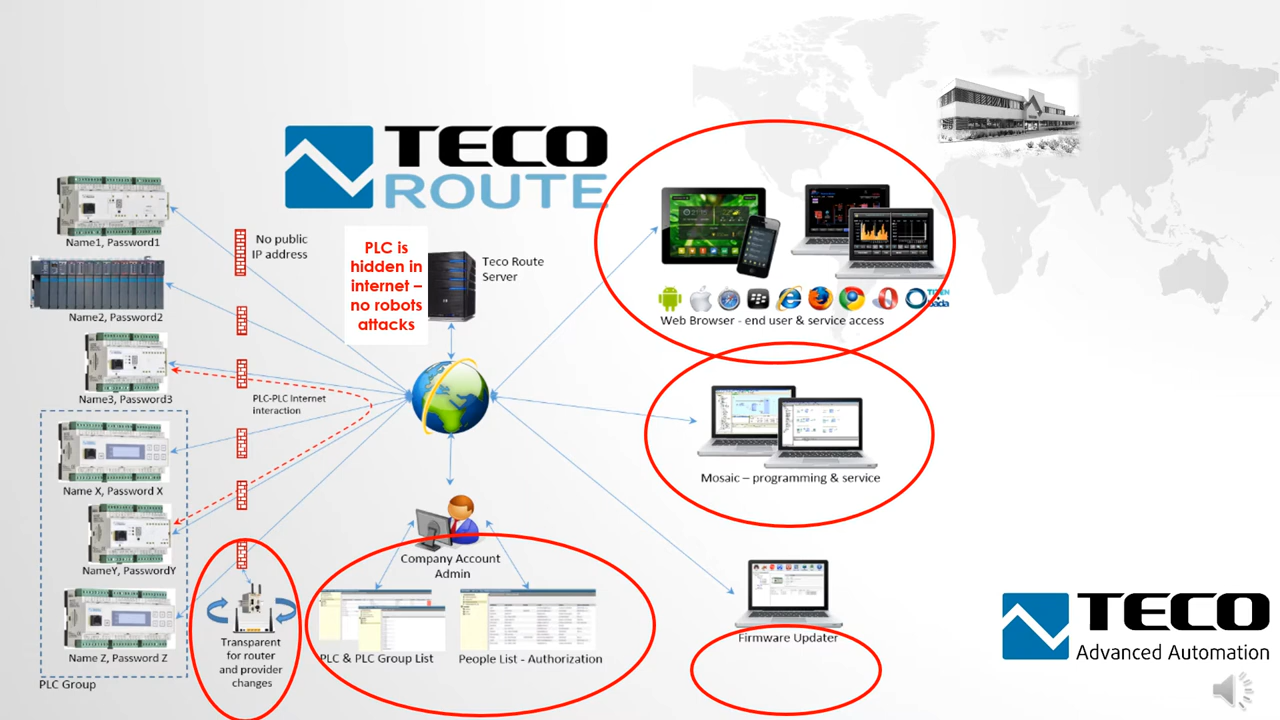 TECO
ROUTE
Name1, Password1
No public
IP address
PLC is
hidden in
internet –
no robots
attacks
Teco Route
Server
Name2, Password2
Web Browser - end user & service access
Name3, Password3
PLC-PLC Internet
interaction
Name X, Password X
Mosaic – programming & service
NameY, PasswordY
Company Account
Admin
Transparent
for router
and provider
changes
Name Z, Password Z
PLC Group
PLC & PLC Group List
People List - Authorization
Firmware Updater
TECO
Advanced Automation